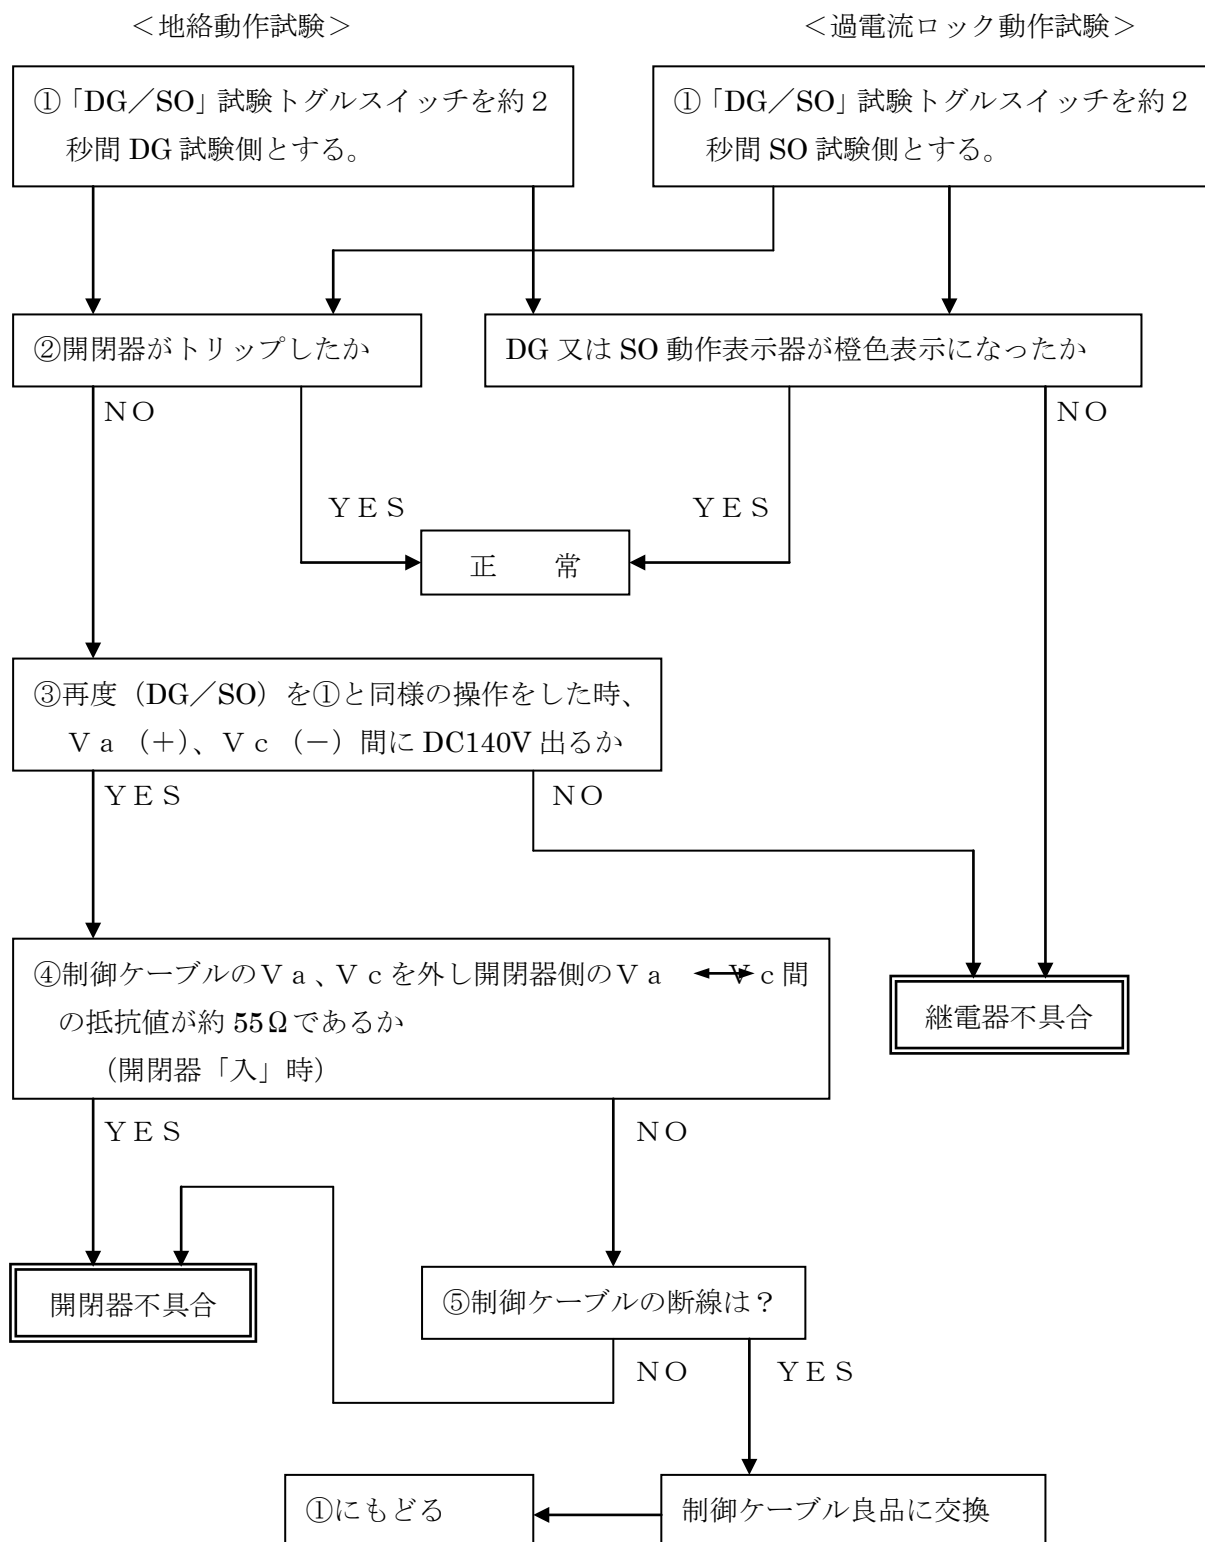 ＜地絡動作試験＞
＜過電流ロック動作試験＞
①「DG／SO」試験トグルスイッチを約２
秒間 DG 試験側とする。
①「DG／SO」試験トグルスイッチを約２
秒間 SO 試験側とする。
②開閉器がトリップしたか
DG 又は SO 動作表示器が橙色表示になったか
ＮＯ
ＮＯ
ＹＥＳ
ＹＥＳ
正　常
③再度（DG／SO）を①と同様の操作をした時、
Ｖａ（＋）、Ｖｃ（－）間に DC140V 出るか
ＹＥＳ
ＮＯ
④制御ケーブルのＶａ、ｶｃを外し開閉器側のＶａ ↔ Ｖｃ間
の抵抗値が約 55Ωであるか
（開閉器「入」時）
継電器不具合
ＹＥＳ
ＮＯ
開閉器不具合
⑤制御ケーブルの断線は？
ＮＯ
ＹＥＳ
①にもどる
制御ケーブル良品に交換